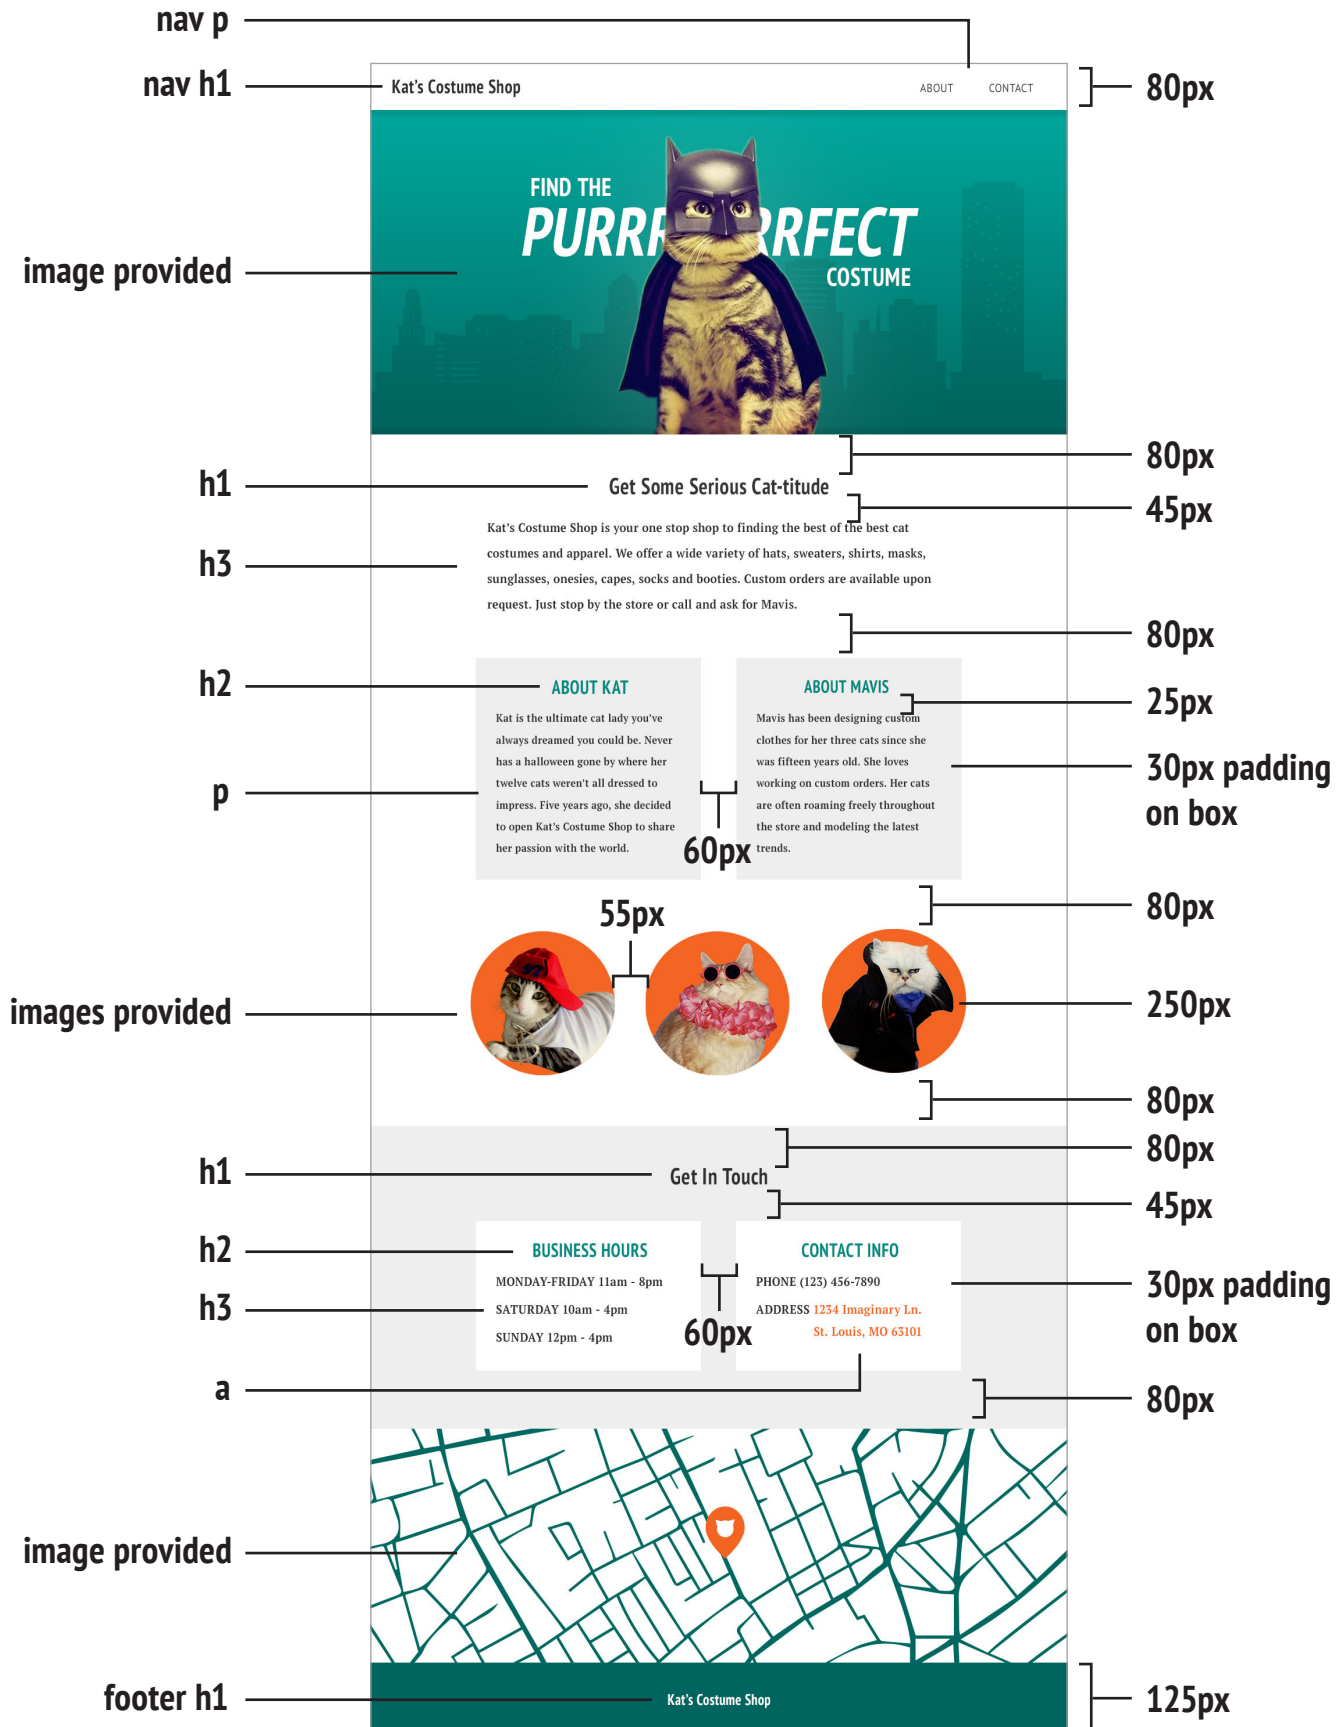 nav p
nav h1
Kat's Costume Shop
ABOUT
CONTACT
80px
FIND THE
PURRR RRFECT
COSTUME
image provided
80px
h1
Get Some Serious Cat-titude
45px
h3
Kat's Costume Shop is your one stop shop to finding the best of the best cat
costumes and apparel. We offer a wide variety of hats, sweaters, shirts, masks,
sunglasses, onesies, capes, socks and booties. Custom orders are available upon
request. Just stop by the store or call and ask for Mavis.
80px
h2
ABOUT KAT
Kat is the ultimate cat lady you've
always dreamed you could be. Never
has a halloween gone by where her
twelve cats weren't all dressed to
impress. Five years ago, she decided
to open Kat's Costume Shop to share
her passion with the world.
p
60px
ABOUT MAVIS
25px
Mavis has been designing custom
clothes for her three cats since she
was fifteen years old. She loves
working on custom orders. Her cats
are often roaming freely throughout
the store and modeling the latest
trends.
30px padding
on box
80px
55px
images provided
250px
80px
80px
h1
Get In Touch
45px
h2
BUSINESS HOURS
h3
MONDAY-FRIDAY 11am - 8pm
SATURDAY 10am - 4pm
SUNDAY 12pm - 4pm
60px
CONTACT INFO
PHONE (123) 456-7890
ADDRESS 1234 Imaginary Ln.
St. Louis, MO 63101
30px padding
on box
a
80px
image provided
footer h1
Kat's Costume Shop
125px